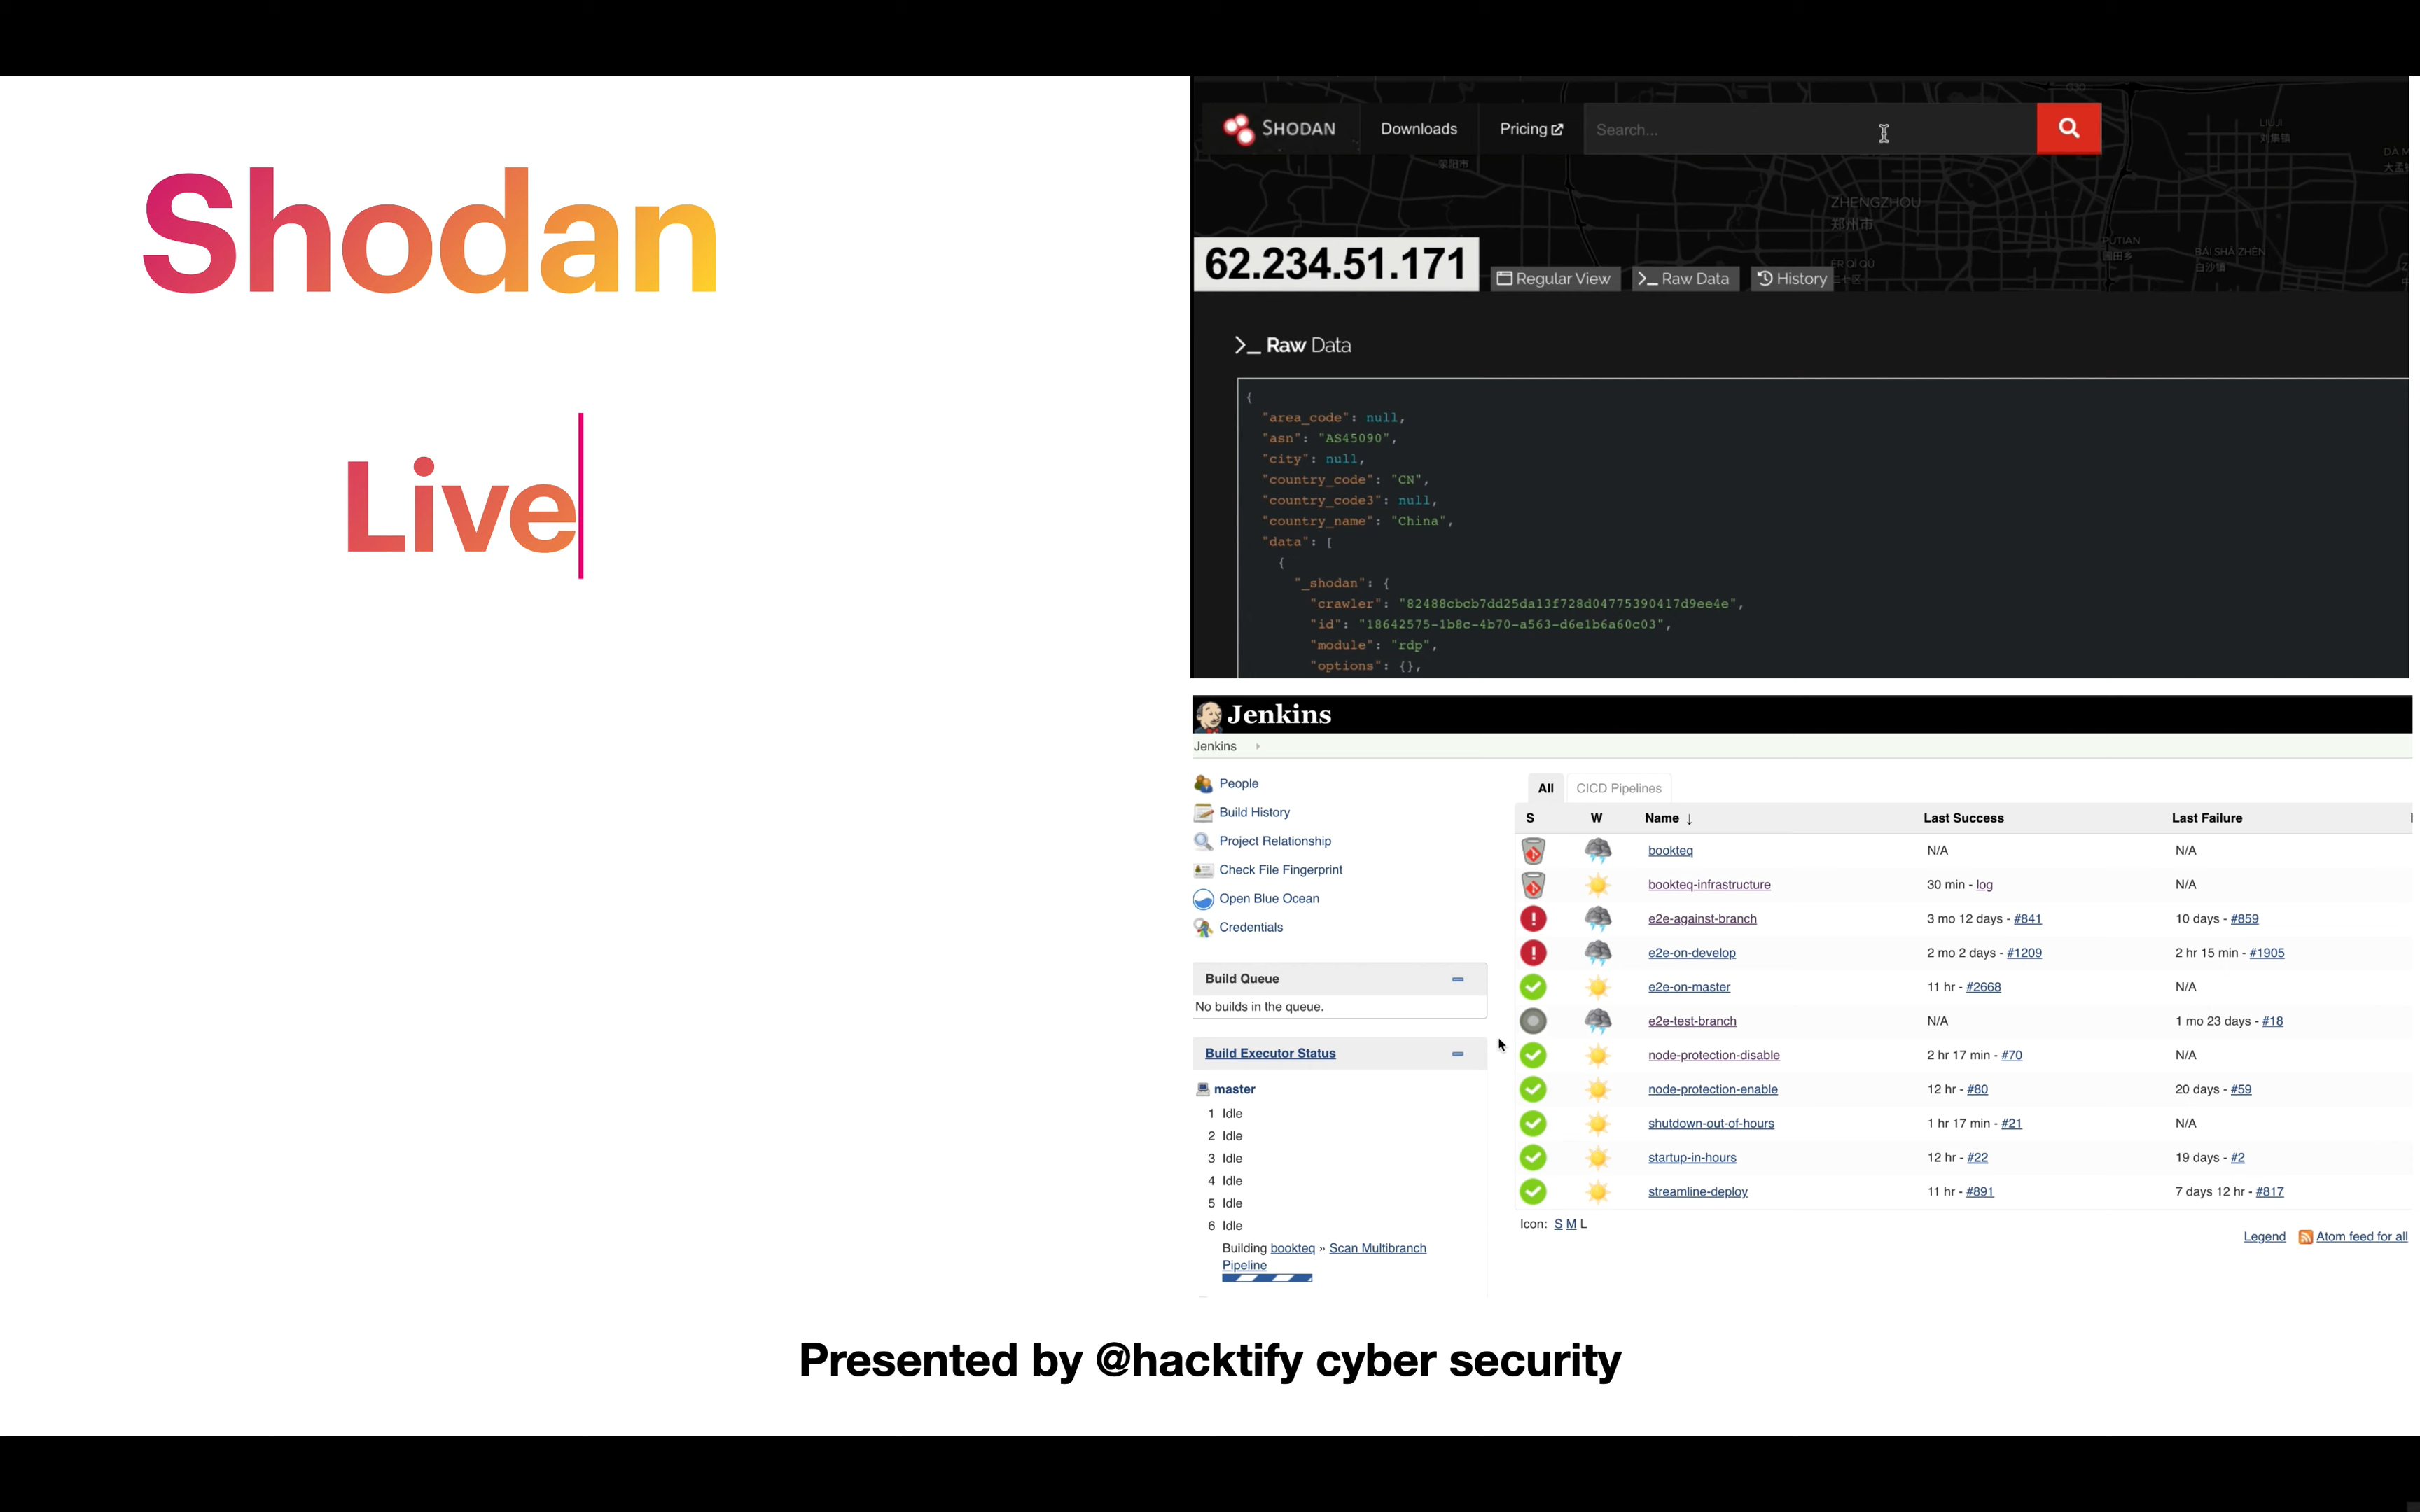 Shodan
Live
SHODAN
Downloads
Pricing
Search...
ZHENGZHOU
郑州市
62.234.51.171
Regular View
>_ Raw Data
History
>_ Raw Data
{
"area_code": null,
"asn": "AS45090",
"city": null,
"country_code": "CN",
"country_code3": null,
"country_name": "China",
"data": [
{
"_shodan": {
"crawler": "82488cbcb7dd25da13f728d04775390417d9ee4e",
"id": "18642575-1b8c-4b70-a563-d6e1b6a60c03",
"module": "rdp",
"options": {},
Jenkins
Jenkins
People
Build History
Project Relationship
Check File Fingerprint
Open Blue Ocean
Credentials
Build Queue
No builds in the queue.
Build Executor Status
master
1 Idle
2 Idle
3 Idle
4 Idle
5 Idle
6 Idle
Building bookteq » Scan Multibranch
Pipeline
All CICD Pipelines
S W Name ↓ Last Success Last Failure
bookteq N/A N/A
bookteq-infrastructure 30 min - log N/A
e2e-against-branch 3 mo 12 days - #841 10 days - #859
e2e-on-develop 2 mo 2 days - #1209 2 hr 15 min - #1905
e2e-on-master 11 hr - #2668 N/A
e2e-test-branch N/A 1 mo 23 days - #18
node-protection-disable 2 hr 17 min - #70 N/A
node-protection-enable 12 hr - #80 20 days - #59
shutdown-out-of-hours 1 hr 17 min - #21 N/A
startup-in-hours 12 hr - #22 19 days - #2
streamline-deploy 11 hr - #891 7 days 12 hr - #817
Icon: S M L
Legend Atom feed for all
Presented by @hacktify cyber security